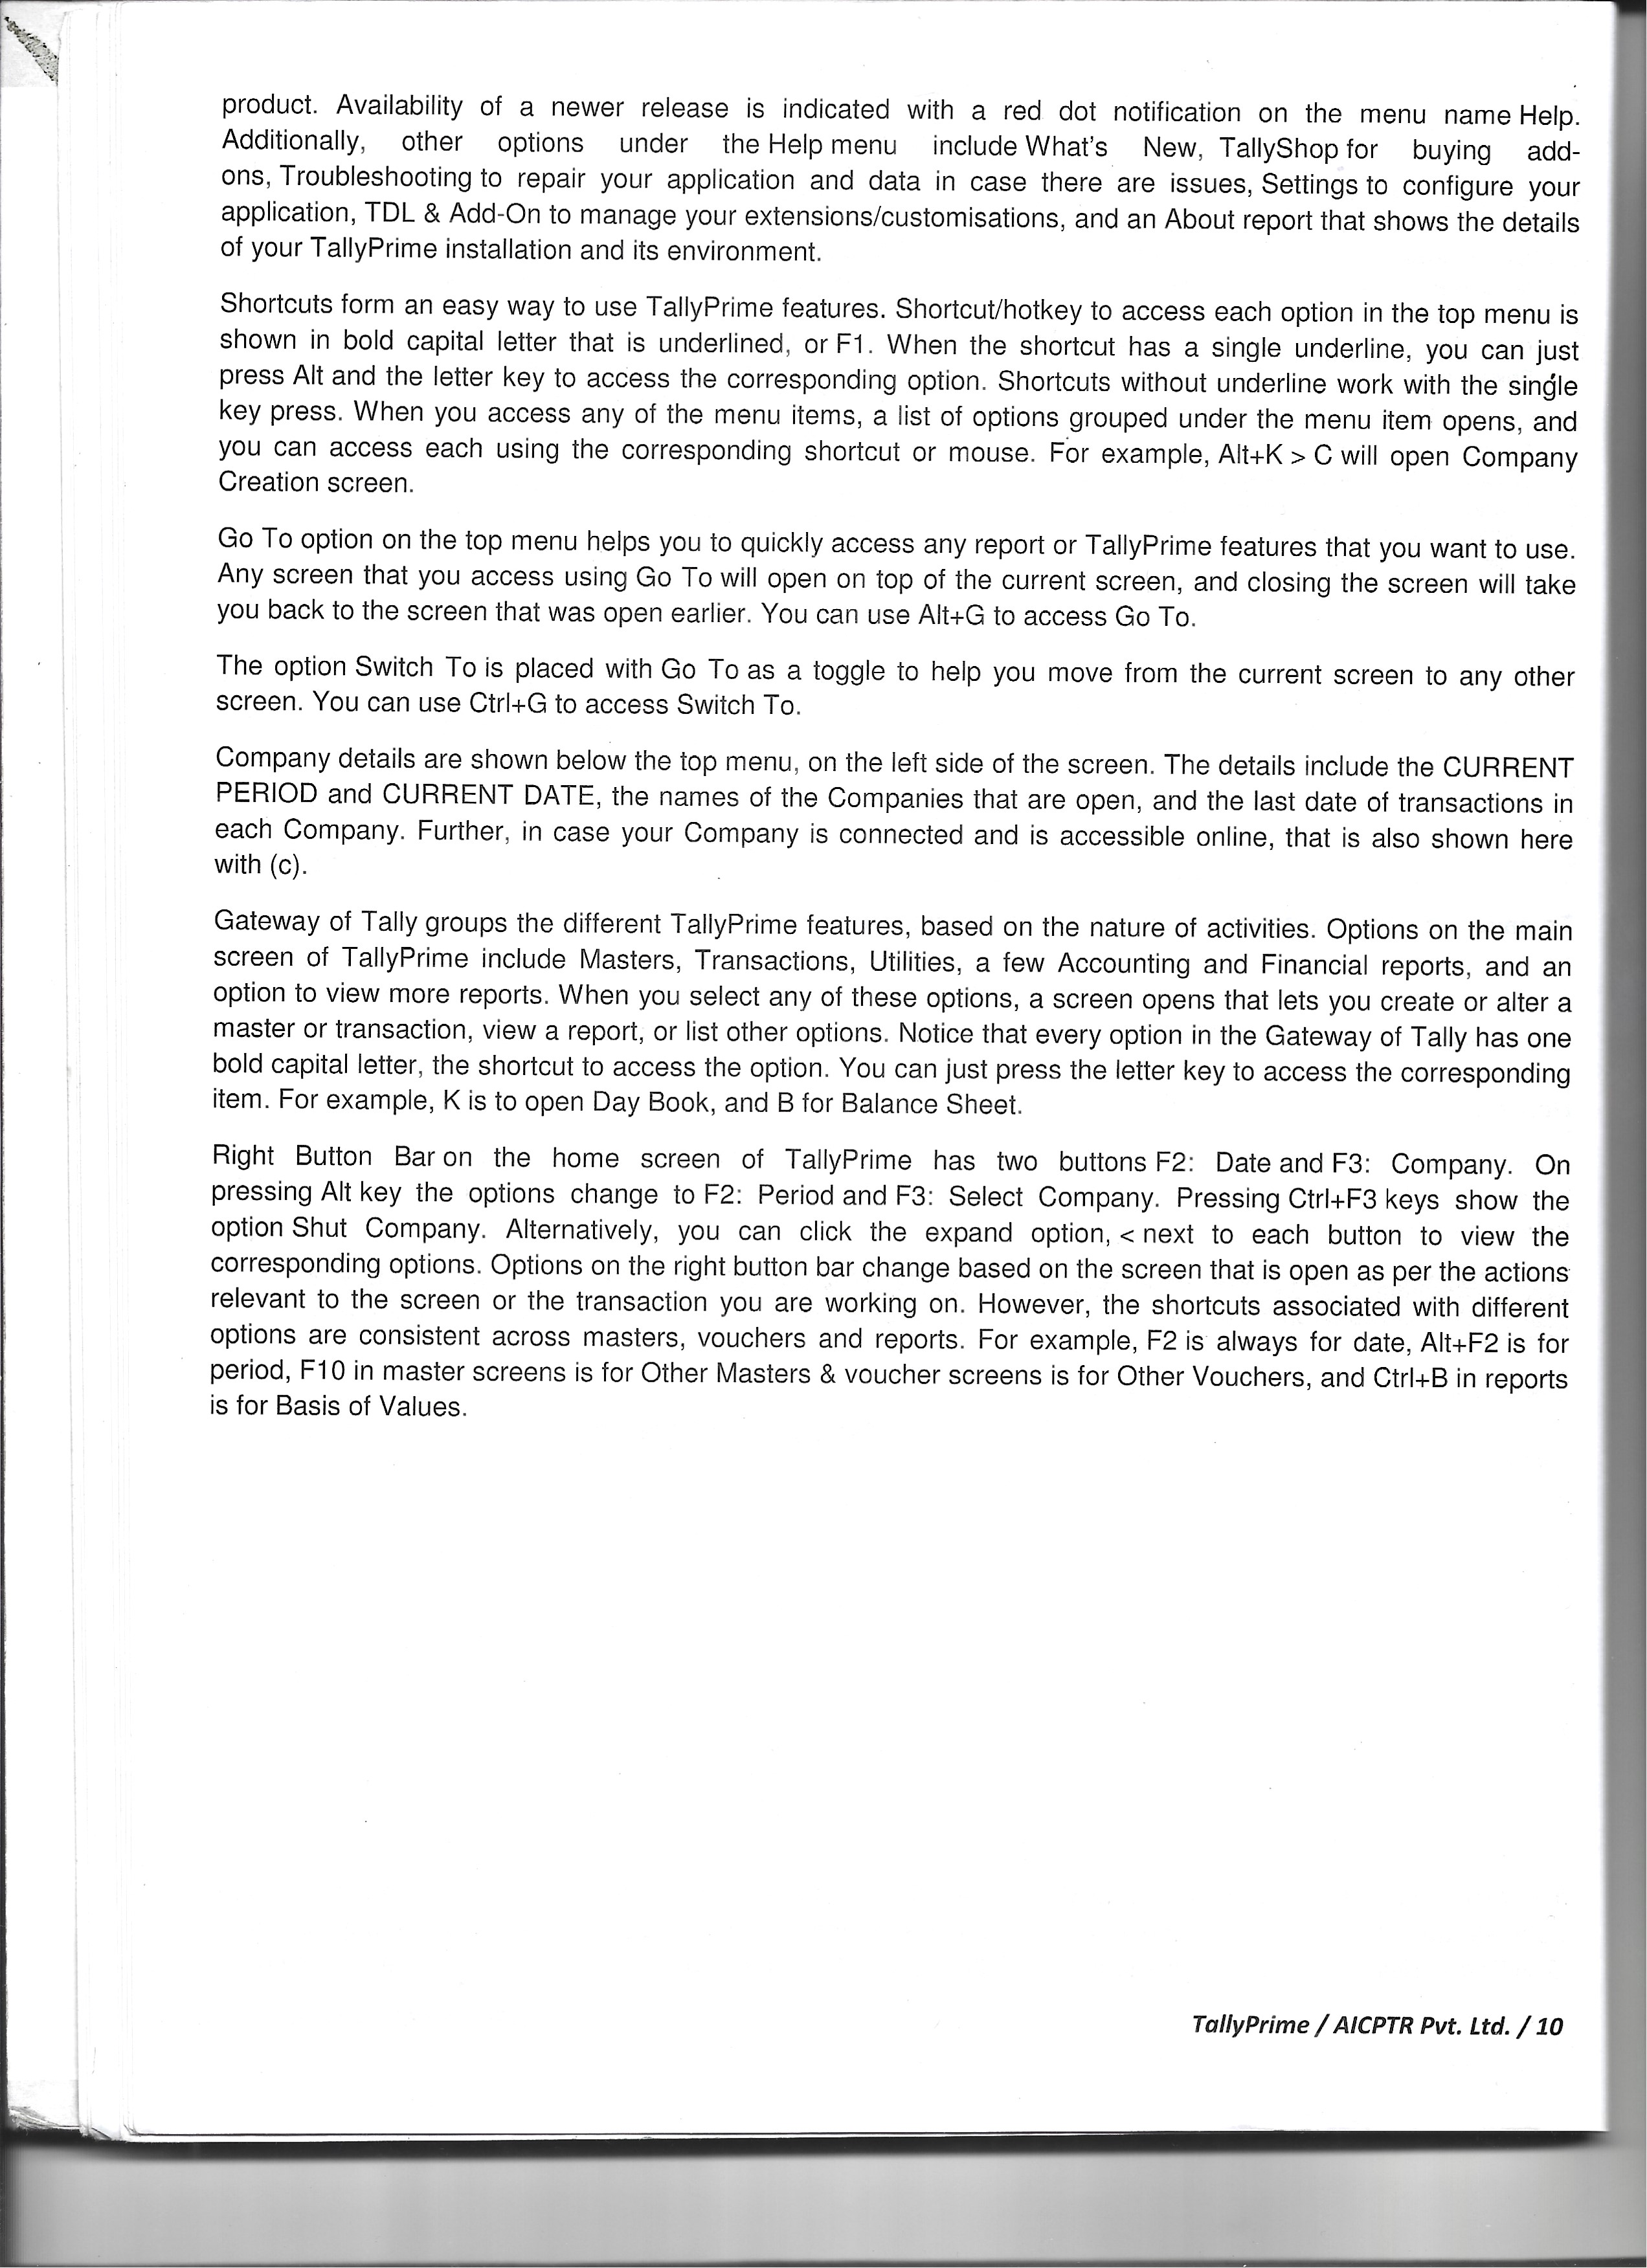 product. Availability of a newer release is indicated with a red dot notification on the menu name Help.
Additionally, other options under the Help menu include What's New, TallyShop for buying add-
ons, Troubleshooting to repair your application and data in case there are issues, Settings to configure your
application, TDL & Add-On to manage your extensions/customisations, and an About report that shows the details
of your TallyPrime installation and its environment.
Shortcuts form an easy way to use TallyPrime features. Shortcut/hotkey to access each option in the top menu is
shown in bold capital letter that is underlined, or F1. When the shortcut has a single underline, you can just
press Alt and the letter key to access the corresponding option. Shortcuts without underline work with the single
key press. When you access any of the menu items, a list of options grouped under the menu item opens, and
you can access each using the corresponding shortcut or mouse. For example, Alt+K > C will open Company
Creation screen.
Go To option on the top menu helps you to quickly access any report or TallyPrime features that you want to use.
Any screen that you access using Go To will open on top of the current screen, and closing the screen will take
you back to the screen that was open earlier. You can use Alt+G to access Go To.
The option Switch To is placed with Go To as a toggle to help you move from the current screen to any other
screen. You can use Ctrl+G to access Switch To.
Company details are shown below the top menu, on the left side of the screen. The details include the CURRENT
PERIOD and CURRENT DATE, the names of the Companies that are open, and the last date of transactions in
each Company. Further, in case your Company is connected and is accessible online, that is also shown here
with (c).
Gateway of Tally groups the different TallyPrime features, based on the nature of activities. Options on the main
screen of TallyPrime include Masters, Transactions, Utilities, a few Accounting and Financial reports, and an
option to view more reports. When you select any of these options, a screen opens that lets you create or alter a
master or transaction, view a report, or list other options. Notice that every option in the Gateway of Tally has one
bold capital letter, the shortcut to access the option. You can just press the letter key to access the corresponding
item. For example, K is to open Day Book, and B for Balance Sheet.
Right Button Bar on the home screen of TallyPrime has two buttons F2: Date and F3: Company. On
pressing Alt key the options change to F2: Period and F3: Select Company. Pressing Ctrl+F3 keys show the
option Shut Company. Alternatively, you can click the expand option, < next to each button to view the
corresponding options. Options on the right button bar change based on the screen that is open as per the actions
relevant to the screen or the transaction you are working on. However, the shortcuts associated with different
options are consistent across masters, vouchers and reports. For example, F2 is always for date, Alt+F2 is for
period, F10 in master screens is for Other Masters & voucher screens is for Other Vouchers, and Ctrl+B in reports
is for Basis of Values.
TallyPrime / AICPTR Pvt. Ltd. / 10